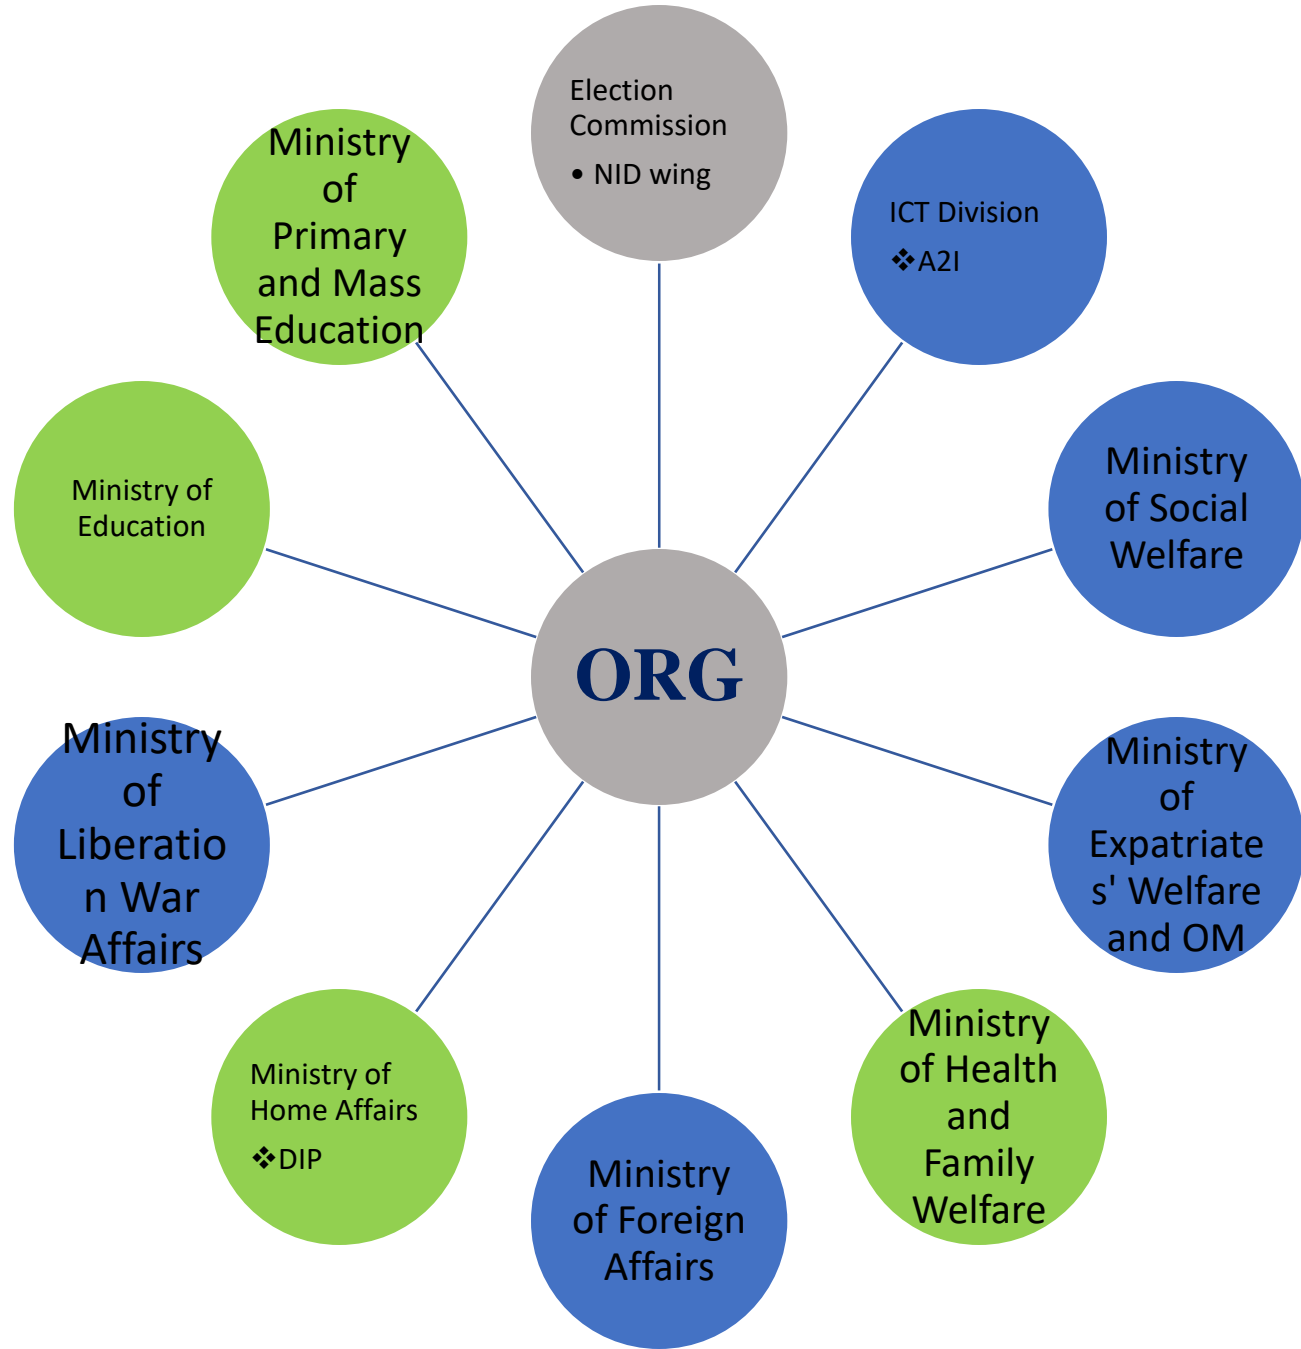 Election
Commission
• NID wing
ICT Division
❖A2I
Ministry
of Social
Welfare
Ministry
of
Expatriate
s' Welfare
and OM
Ministry
of Health
and
Family
Welfare
Ministry
of Foreign
Affairs
Ministry of
Home Affairs
❖DIP
Ministry
of
Liberatio
n War
Affairs
Ministry of
Education
Ministry
of
Primary
and Mass
Education
ORG